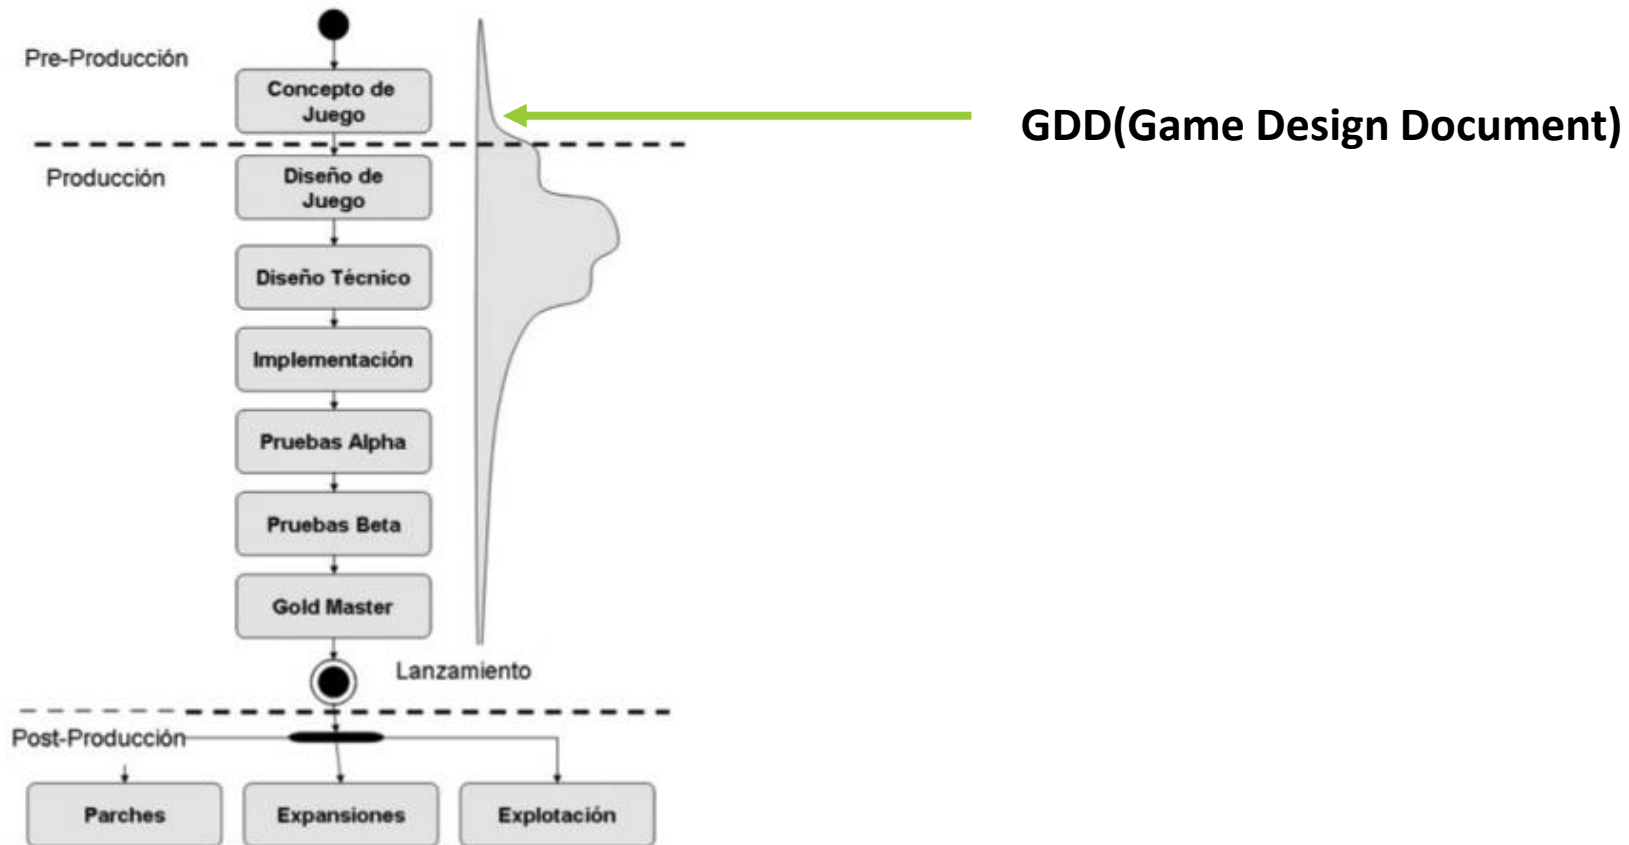 Pre-Producción
Concepto de
Juego
GDD(Game Design Document)
Producción
Diseño de
Juego
Diseño Técnico
Implementación
Pruebas Alpha
Pruebas Beta
Gold Master
Lanzamiento
Post-Producción
Parches
Expansiones
Explotación